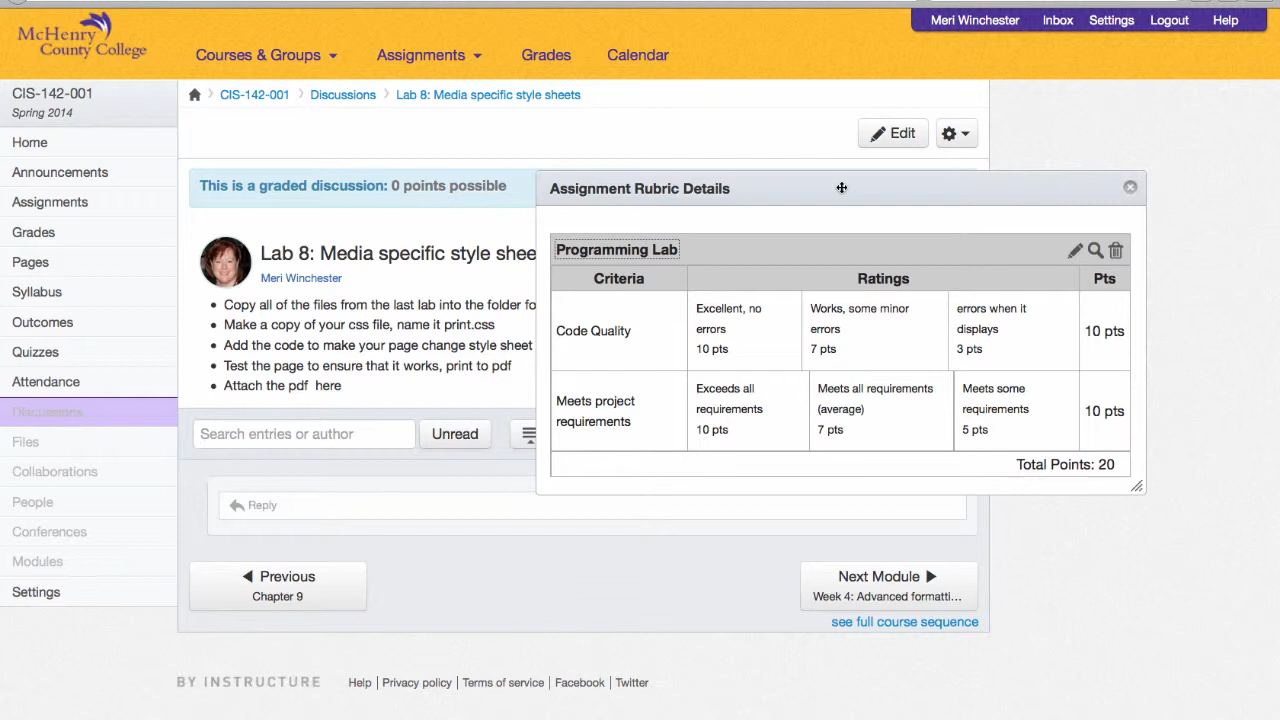 McHenry
County College
Courses & Groups
Assignments
Grades
Calendar
Meri Winchester
Inbox
Settings
Logout
Help
CIS-142-001
Spring 2014
Home
Announcements
Assignments
Grades
Pages
Syllabus
Outcomes
Quizzes
Attendance
Discussions
Files
Collaborations
People
Conferences
Modules
Settings
CIS-142-001
Discussions
Lab 8: Media specific style sheets
Edit
This is a graded discussion: 0 points possible
Lab 8: Media specific style shee
Meri Winchester
Copy all of the files from the last lab into the folder fo
Make a copy of your css file, name it print.css
Add the code to make your page change style sheet
Test the page to ensure that it works, print to pdf
Attach the pdf here
Search entries or author
Unread
Reply
Assignment Rubric Details
Programming Lab
Criteria
Ratings
Pts
Code Quality
Excellent, no
errors
10 pts
Works, some minor
errors
7 pts
errors when it
displays
3 pts
10 pts
Meets project
requirements
Exceeds all
requirements
10 pts
Meets all requirements
(average)
7 pts
Meets some
requirements
5 pts
10 pts
Total Points: 20
Previous
Chapter 9
Next Module
Week 4: Advanced formatti...
see full course sequence
BY INSTRUCTURE
Help
Privacy policy
Terms of service
Facebook
Twitter